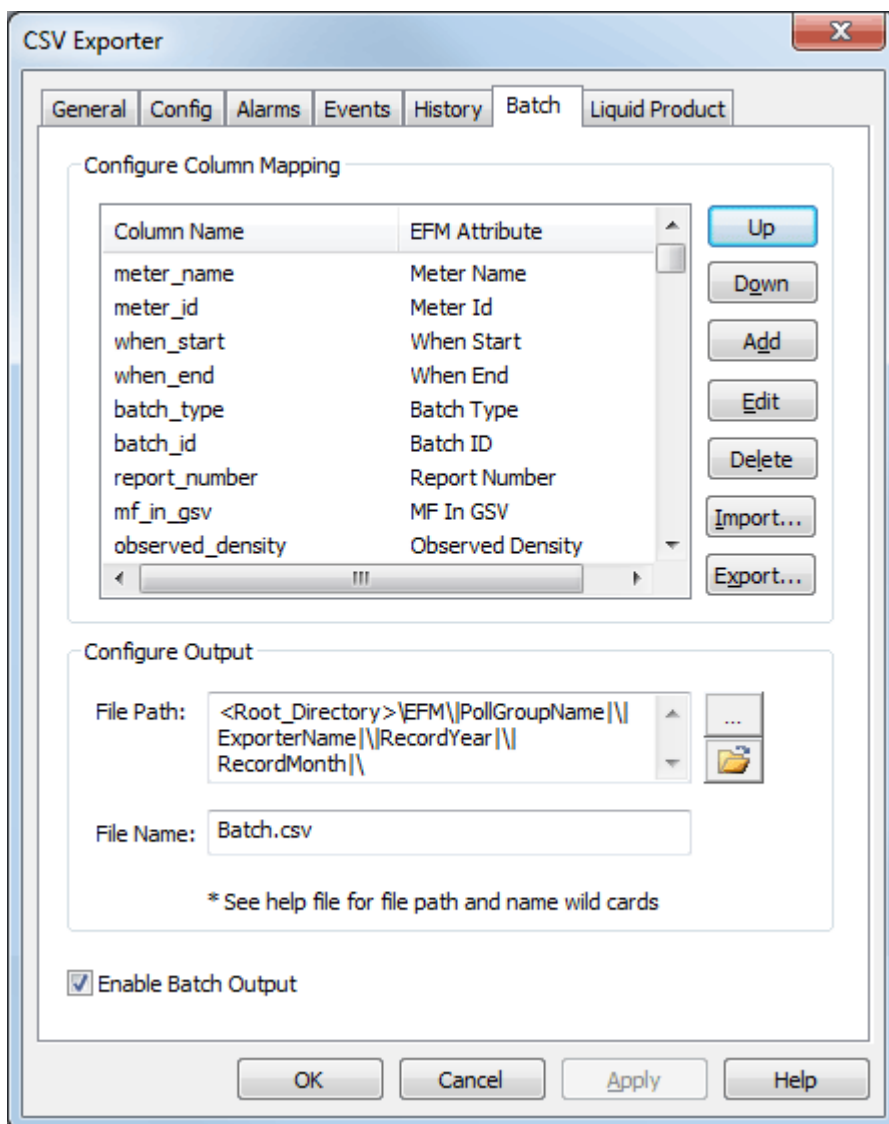 CSV Exporter
General Config Alarms Events History Batch Liquid Product
Configure Column Mapping
Column Name EFM Attribute Up
meter_name Meter Name
meter_id Meter Id Down
when_start When Start Add
when_end When End
batch_type Batch Type Edit
batch_id Batch ID
report_number Report Number Delete
mf_in_gsv MF In GSV Import...
observed_density Observed Density
Export...
Configure Output
File Path: <Root_Directory>\EFM\|PollGroupName|\| ...
ExporterName|\|RecordYear|\|
RecordMonth|\
File Name: Batch.csv
* See help file for file path and name wild cards
Enable Batch Output
OK Cancel Apply Help